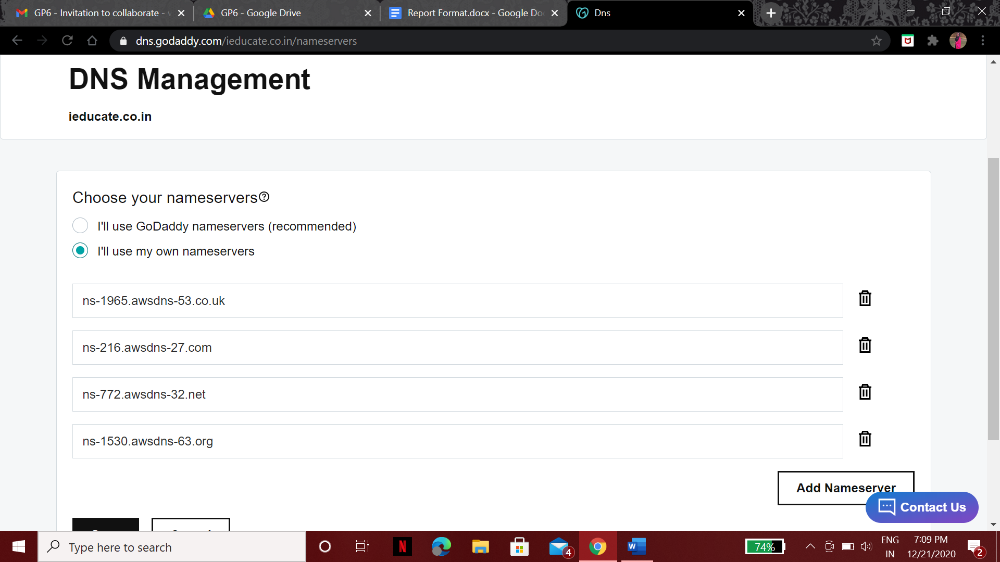 GP6 - Invitation to collaborate -
GP6 - Google Drive
Report Format.docx - Google Do
Dns
dns.godaddy.com/ieducate.co.in/nameservers
DNS Management
ieducate.co.in
Choose your nameservers
I'll use GoDaddy nameservers (recommended)
I'll use my own nameservers
ns-1965.awsdns-53.co.uk
ns-216.awsdns-27.com
ns-772.awsdns-32.net
ns-1530.awsdns-63.org
Add Nameserver
Contact Us
Type here to search
N
4
W
74%
ENG
IN
7:09 PM
12/21/2020
2